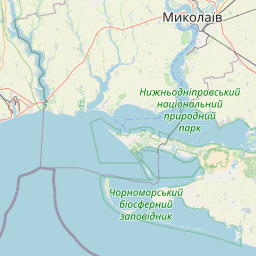 Миколаїв
Нижньодніпровський
національний
природний
парк
Чорноморський
біосферний
заповідник